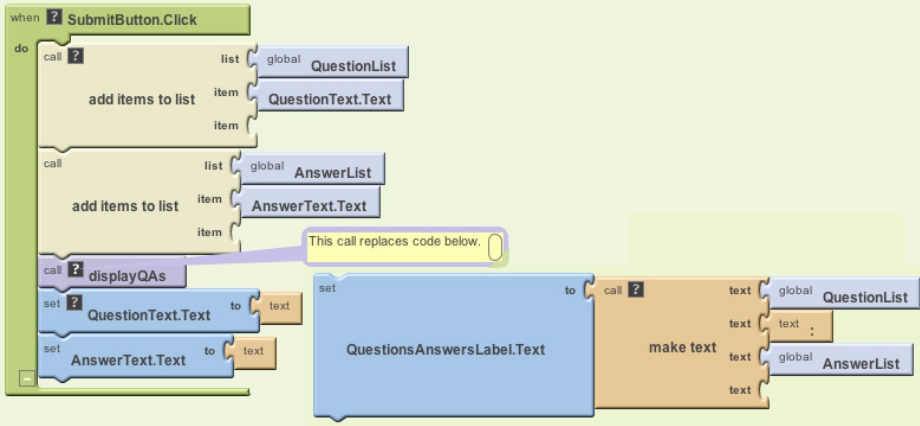 when ? SubmitButton.Click
do
call ?
add items to list
list
global QuestionList
item
QuestionText.Text
item
call
add items to list
list
global AnswerList
item
AnswerText.Text
item
call ? displayQAs
This call replaces code below.
set ? QuestionText.Text to text
set AnswerText.Text to text
set QuestionsAnswersLabel.Text to
call ?
make text
text
global QuestionList
text
text :
text
global AnswerList
text